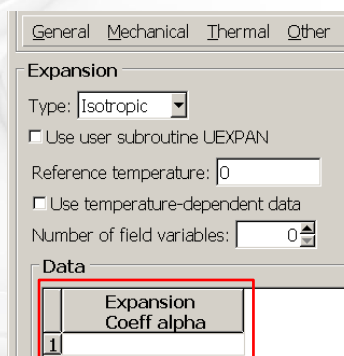 General Mechanical Thermal Other
Expansion
Type: Isotropic
Use user subroutine UEXPAN
Reference temperature: 0
Use temperature-dependent data
Number of field variables: 0
Data
Expansion
Coeff alpha
1